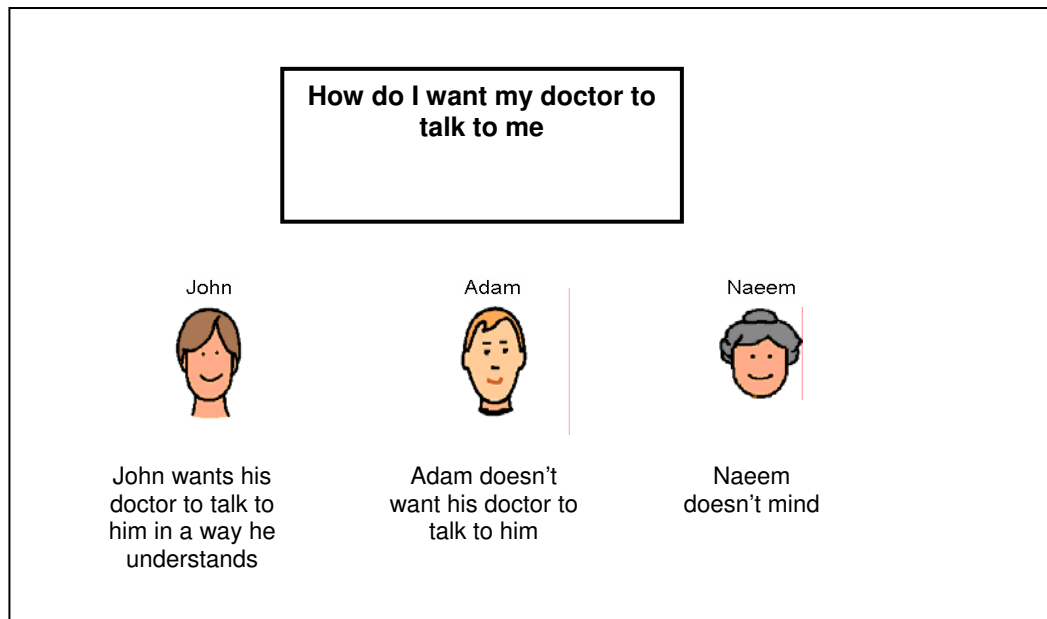 How do I want my doctor to
talk to me
John
Adam
Naeem
John wants his
doctor to talk to
him in a way he
understands
Adam doesn’t
want his doctor to
talk to him
Naeem
doesn’t mind